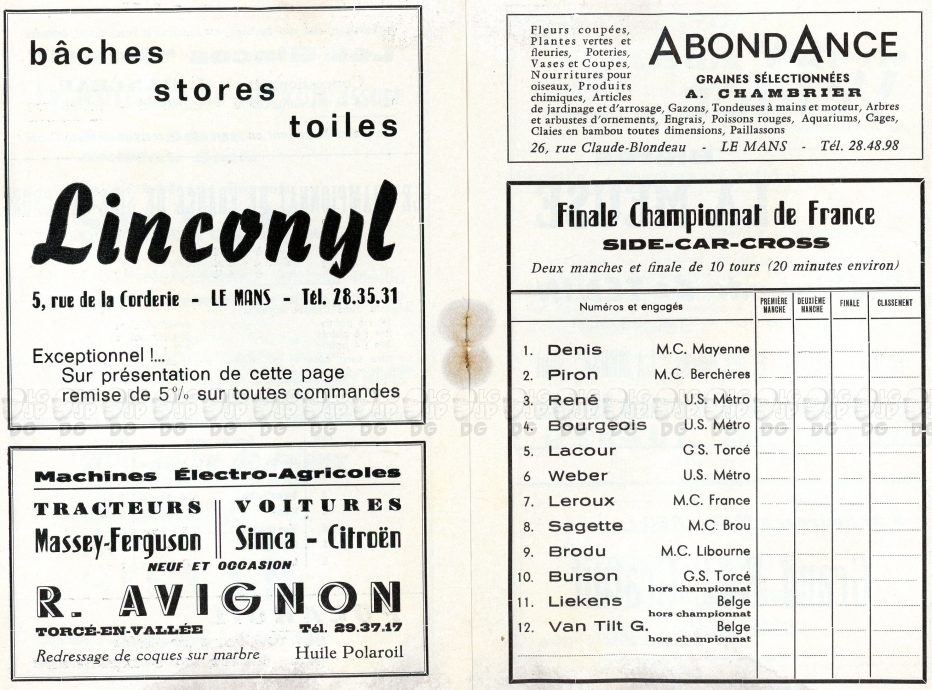 bâches
stores
toiles
Linconyl
5, rue de la Corderie - LE MANS - Tél. 28.35.31
Exceptionnel !...
Sur présentation de cette page
remise de 5% sur toutes commandes
Machines Électro-Agricoles
TRACTEURS
Massey-Ferguson
VOITURES
Simca - Citroën
NEUF ET OCCASION
R. AVIGNON
TORCÉ-EN-VALLÉE Tél. 29.37.17
Redressage de coques sur marbre Huile Polaroil
Fleurs coupées,
Plantes vertes et
fleuries, Poteries,
Vases et Coupes,
Nourritures pour
oiseaux, Produits
chimiques, Articles
ABONDANCE
GRAINES SÉLECTIONNÉES
A. CHAMBRIER
de jardinage et d'arrosage, Gazons, Tondeuses à mains et moteur, Arbres
et arbustes d'ornements, Engrais, Poissons rouges, Aquariums, Cages,
Claies en bambou toutes dimensions, Paillassons
26, rue Claude-Blondeau - LE MANS - Tél. 28.48.98
Finale Championnat de France
SIDE-CAR-CROSS
Deux manches et finale de 10 tours (20 minutes environ)
Numéros et engagés
PREMIÈRE
MANCHE
DEUXIÈME
MANCHE
FINALE
CLASSEMENT
1. Denis M.C. Mayenne
2. Piron M.C. Berchères
3. René U.S. Métro
4. Bourgeois U.S. Métro
5. Lacour G S. Torcé
6 Weber U.S. Métro
7. Leroux M.C. France
8. Sagette M.C. Brou
9. Brodu M.C. Libourne
10. Burson G.S. Torcé
hors championnat
11. Liekens Belge
hors championnat
12. Van Tilt G. Belge
hors championnat